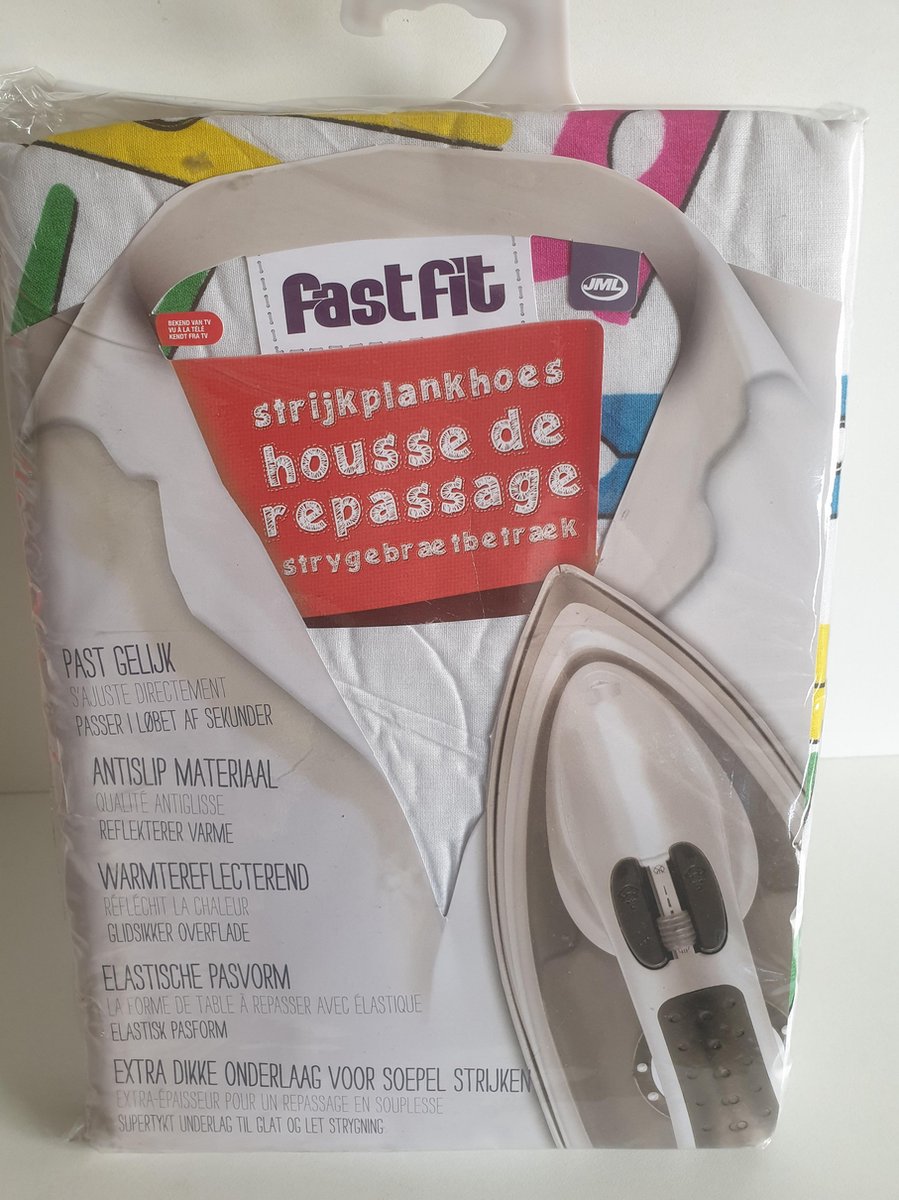 fast fit
JML
BEKEND VAN TV
VU À LA TÉLÉ
KENDT FRA TV
strijkplankhoes
housse de
repassage
strygebrætbetræk
PAST GELIJK
S'AJUSTE DIRECTEMENT
PASSER I LØBET AF SEKUNDER
ANTISLIP MATERIAAL
QUALITÉ ANTIGLISSE
REFLEKTERER VARME
WARMTEREFLECTEREND
RÉFLÉCHIT LA CHALEUR
GLIDSIKKER OVERFLADE
ELASTISCHE PASVORM
LA FORME DE TABLE À REPASSER AVEC ÉLASTIQUE
ELASTISK PASFORM
EXTRA DIKKE ONDERLAAG VOOR SOEPEL STRIJKEN
EXTRA-ÉPAISSEUR POUR UN REPASSAGE EN SOUPLESSE
SUPERTYKT UNDERLAG TIL GLAT OG LET STRYGNING